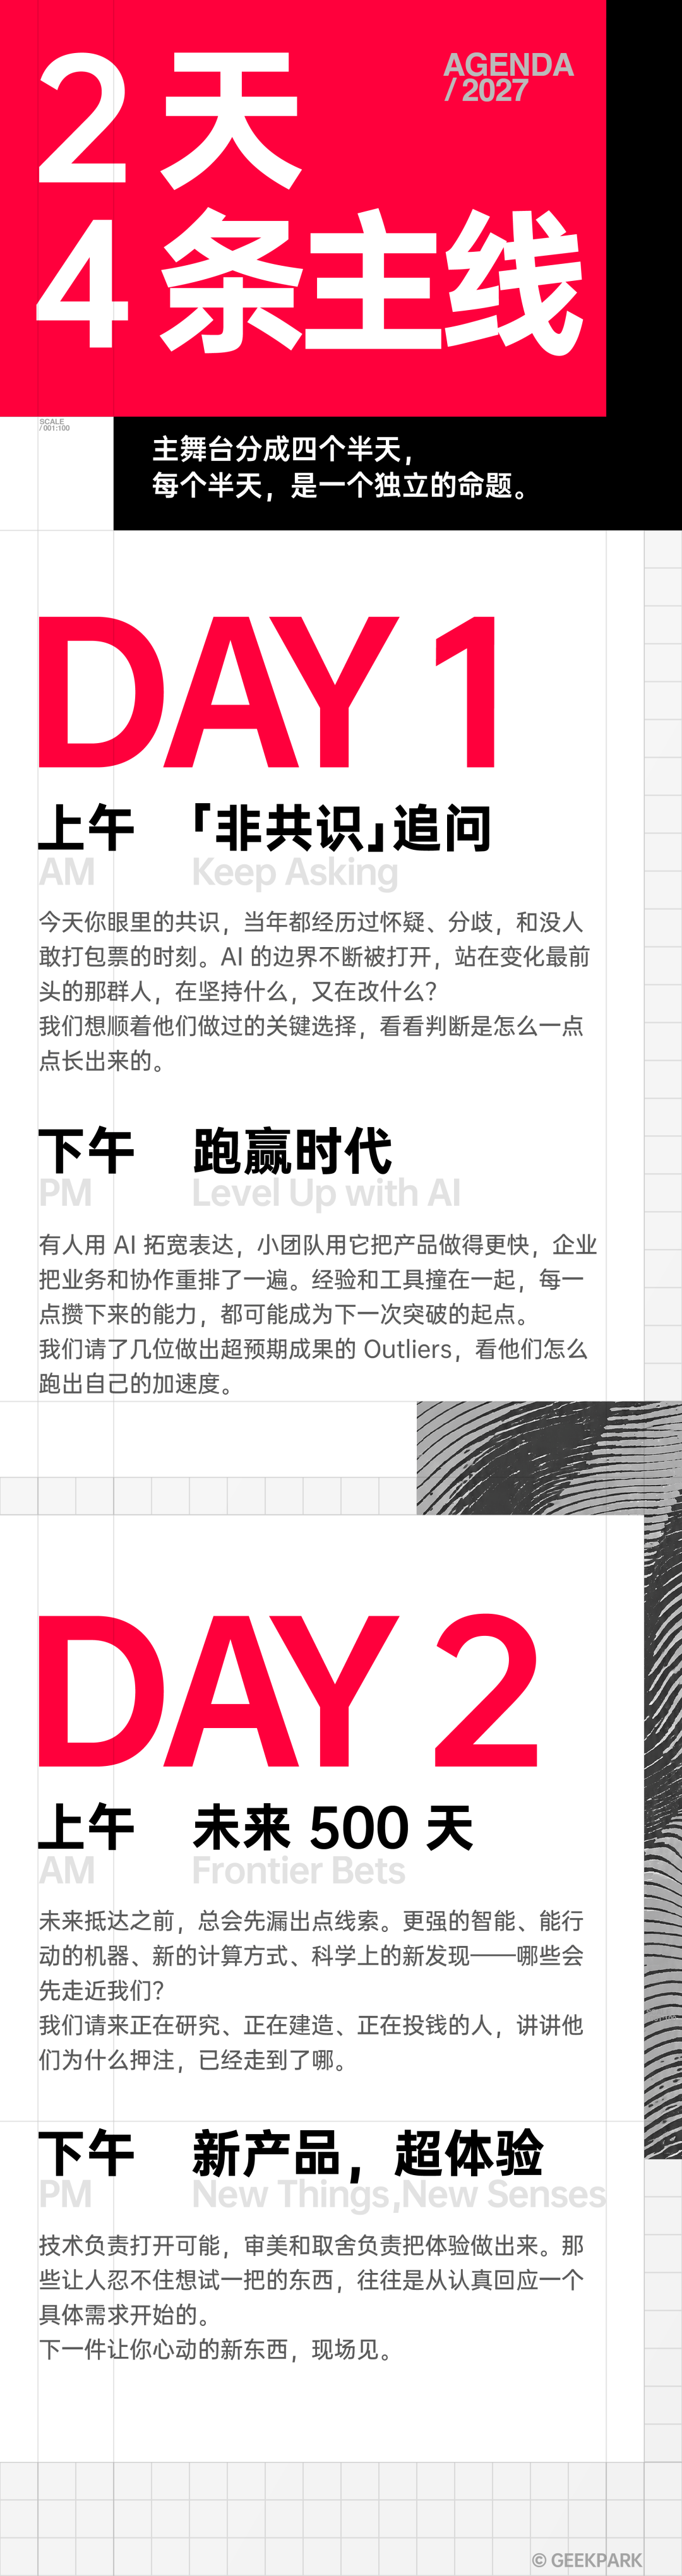 2 天
AGENDA
/ 2027
4 条主线
SCALE
/ 001:100
主舞台分成四个半天，
每个半天，是一个独立的命题。
DAY 1
上午 「非共识」追问
AM Keep Asking
今天你眼里的共识，当年都经历过怀疑、分歧，和没人
敢打包票的时刻。AI 的边界不断被打开，站在变化最前
头的那群人，在坚持什么，又在改什么？
我们想顺着他们做过的关键选择，看看判断是怎么一点
点长出来的。
下午 跑赢时代
PM Level Up with AI
有人用 AI 拓宽表达，小团队用它把产品做得更快，企业
把业务和协作重排了一遍。经验和工具撞在一起，每一
点攒下来的能力，都可能成为下一次突破的起点。
我们请了几位做出超预期成果的 Outliers，看他们怎么
跑出自己的加速度。
DAY 2
上午 未来 500 天
AM Frontier Bets
未来抵达之前，总会先漏出点线索。更强的智能、能行
动的机器、新的计算方式、科学上的新发现——哪些会
先走近我们？
我们请来正在研究、正在建造、正在投钱的人，讲讲他
们为什么押注，已经走到了哪。
下午 新产品，超体验
PM New Things,New Senses
技术负责打开可能，审美和取舍负责把体验做出来。那
些让人忍不住想试一把的东西，往往是从认真回应一个
具体需求开始的。
下一件让你心动的新东西，现场见。
© GEEKPARK